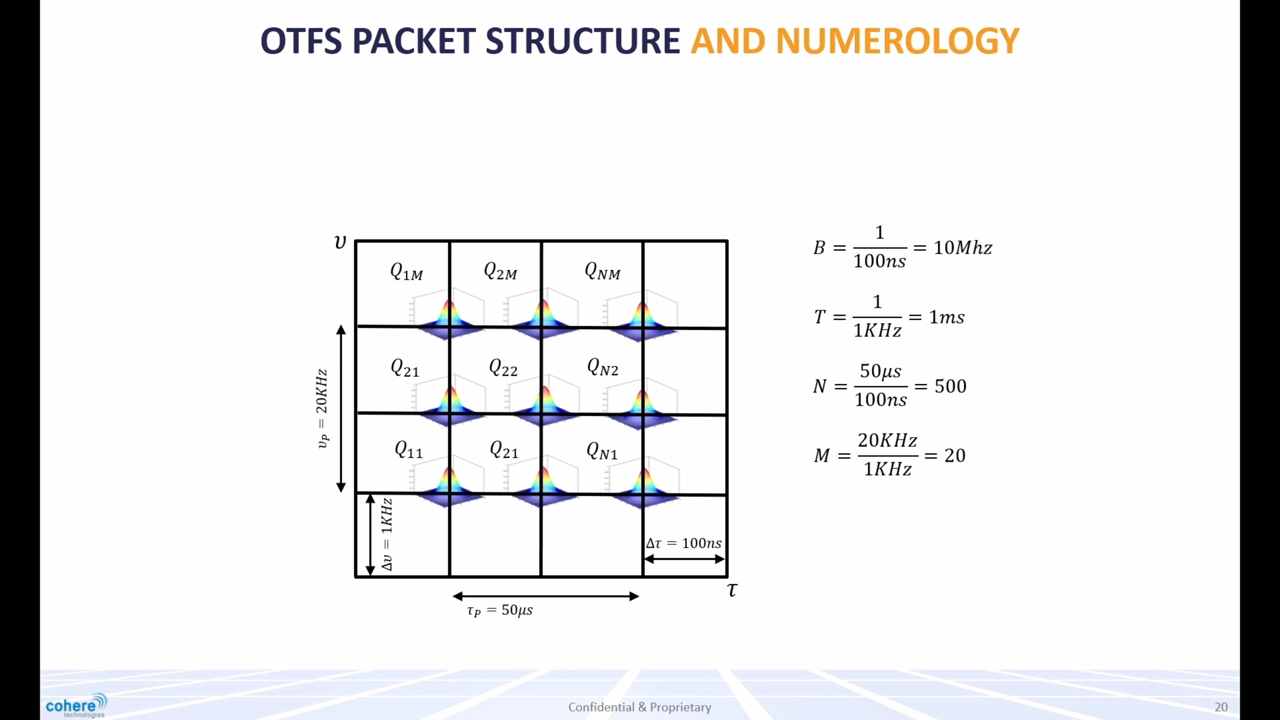 OTFS PACKET STRUCTURE AND NUMEROLOGY
υ
Q₁M Q₂M QNM
Q₂₁ Q₂₂ QN2
Q₁₁ Q₂₁ QN1
υP = 20KHz
Δυ = 1KHz
Δτ = 100ns
τ
τP = 50μs
B = 1/100ns = 10Mhz
T = 1/1KHz = 1ms
N = 50μs/100ns = 500
M = 20KHz/1KHz = 20
cohere
technologies
Confidential & Proprietary
20